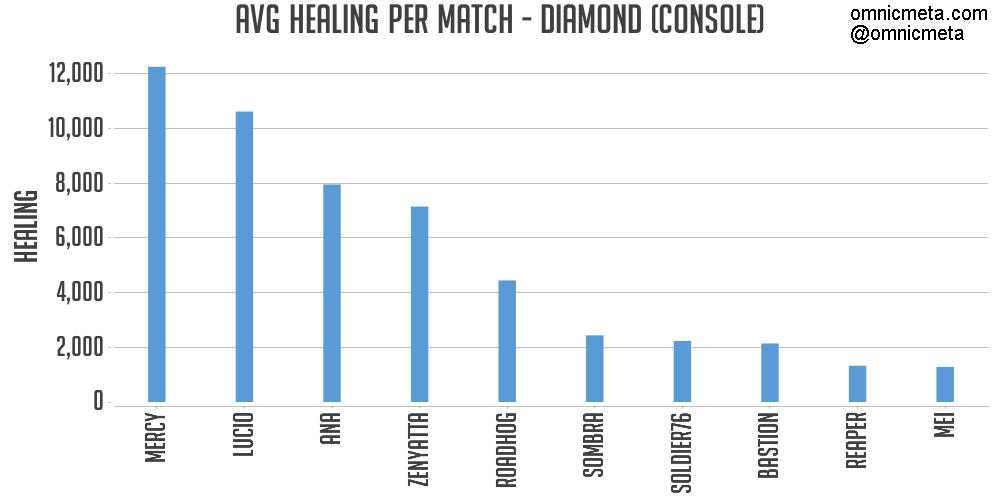 AVG HEALING PER MATCH - DIAMOND (CONSOLE)
omnicmeta.com
@omnicmeta
HEALING
12,000
10,000
8,000
6,000
4,000
2,000
0
MERCY
LUCIO
ANA
ZENYATTA
ROADHOG
SOMBRA
SOLDIER76
BASTION
REAPER
MEI